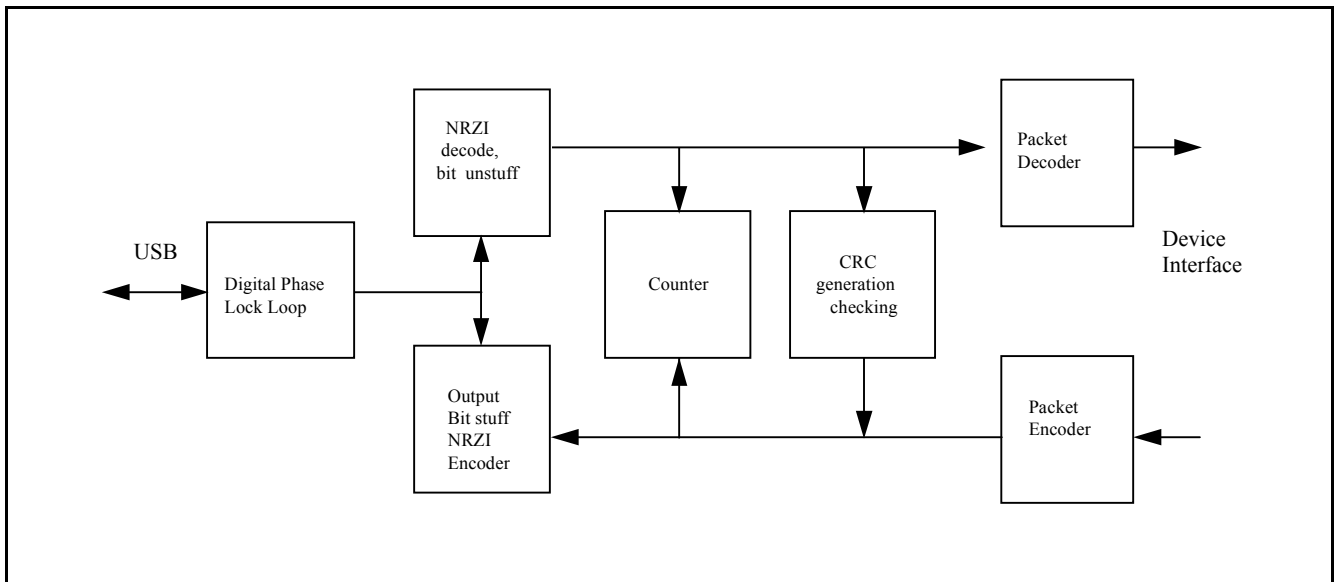 USB
Digital Phase
Lock Loop
NRZI
decode,
bit unstuff
Output
Bit stuff
NRZI
Encoder
Counter
CRC
generation
checking
Packet
Decoder
Device
Interface
Packet
Encoder